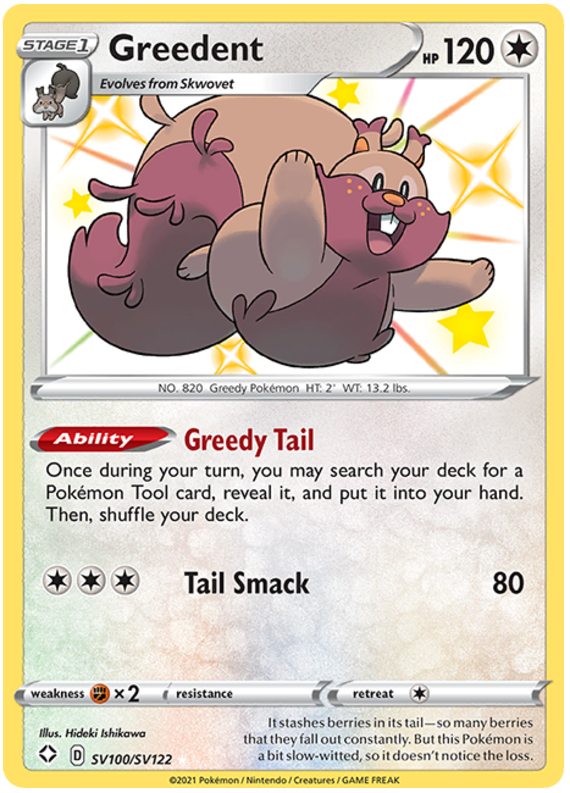 STAGE 1 Greedent HP 120
Evolves from Skwovet
NO. 820 Greedy Pokémon HT: 2' WT: 13.2 lbs.
Ability Greedy Tail
Once during your turn, you may search your deck for a
Pokémon Tool card, reveal it, and put it into your hand.
Then, shuffle your deck.
Tail Smack 80
weakness ×2 resistance retreat
Illus. Hideki Ishikawa
D SV100/SV122
It stashes berries in its tail—so many berries
that they fall out constantly. But this Pokémon is
a bit slow-witted, so it doesn't notice the loss.
©2021 Pokémon / Nintendo / Creatures / GAME FREAK